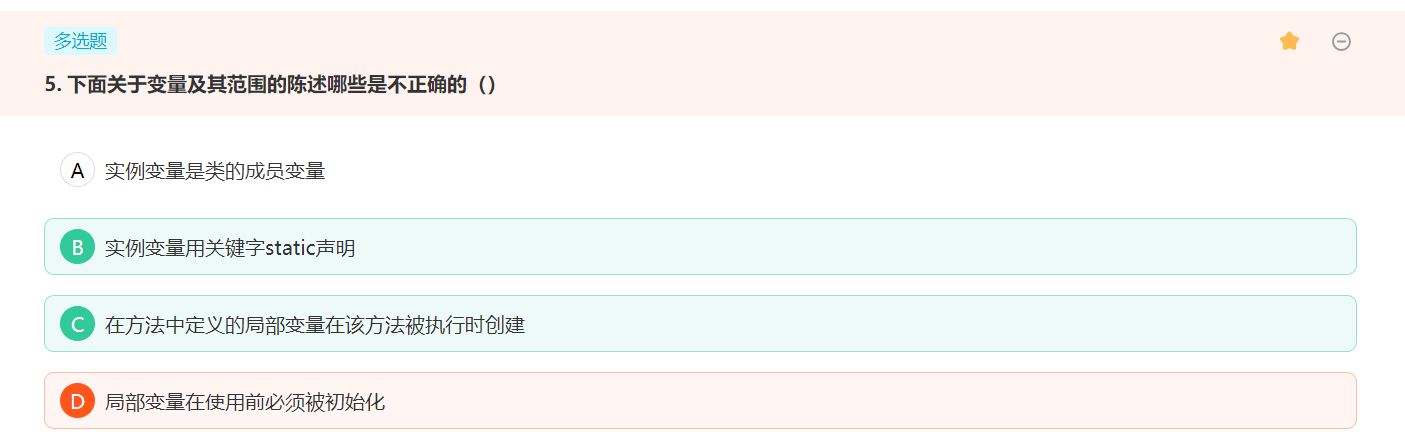 多选题
5. 下面关于变量及其范围的陈述哪些是不正确的（）
A 实例变量是类的成员变量
B 实例变量用关键字static声明
C 在方法中定义的局部变量在该方法被执行时创建
D 局部变量在使用前必须被初始化